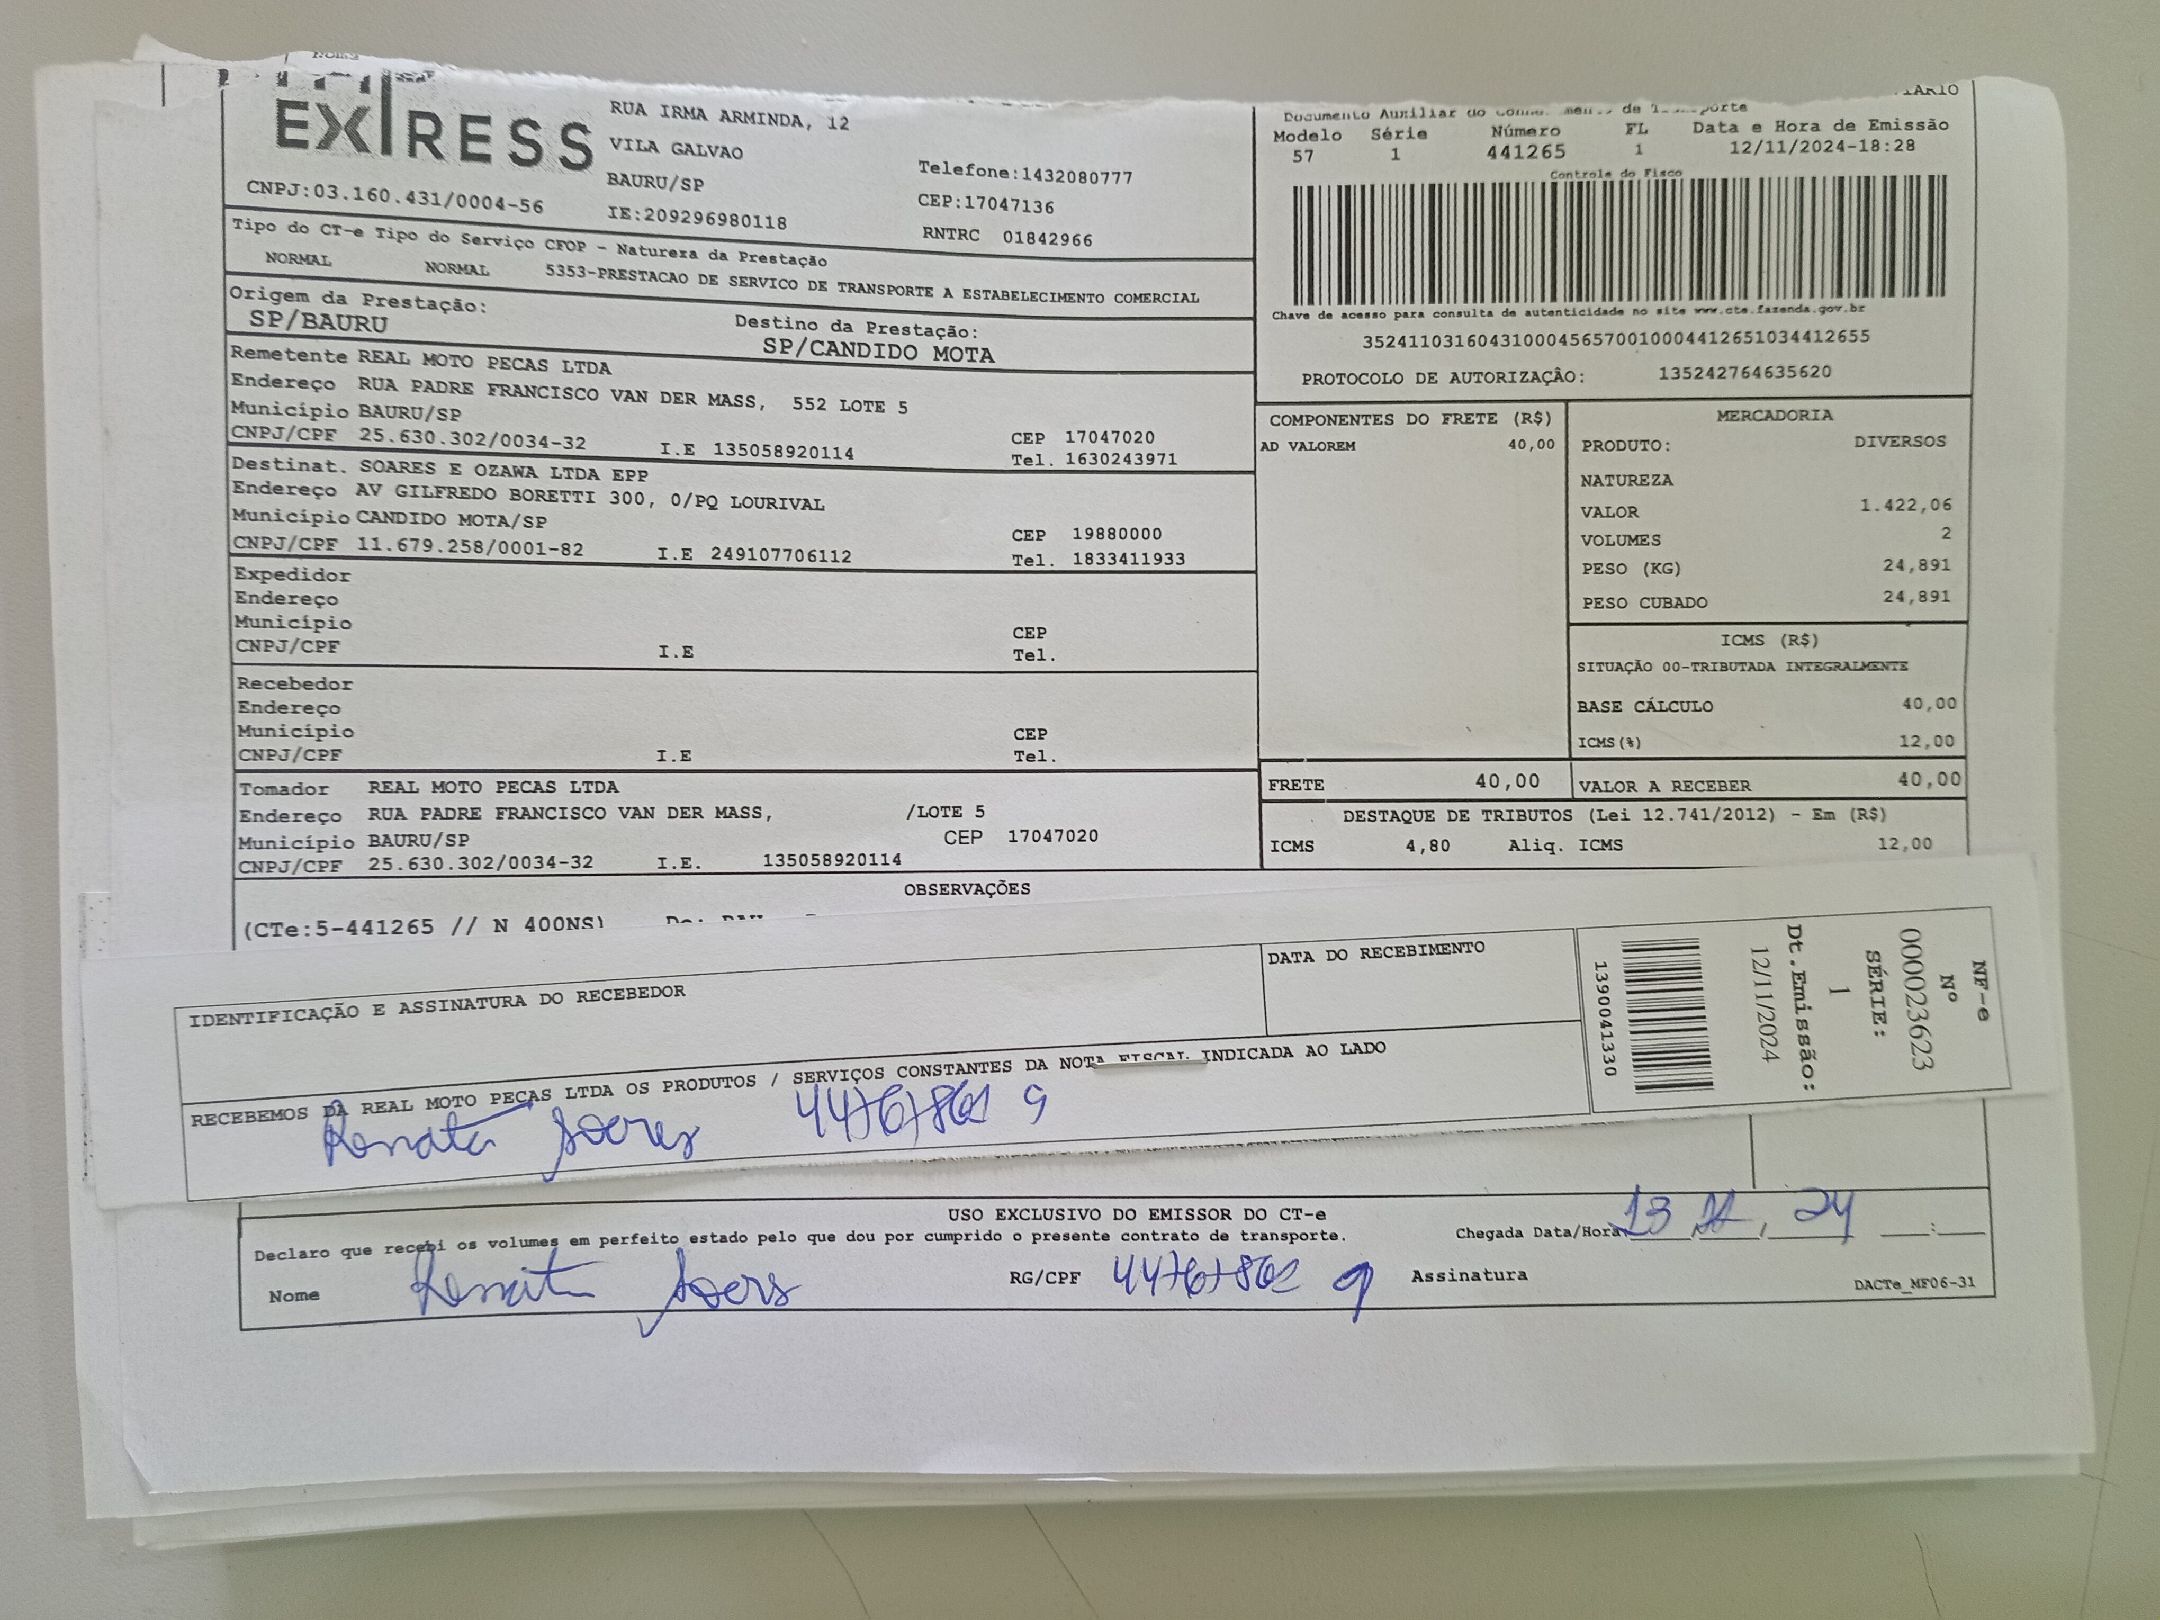 EXPRESS
RUA IRMA ARMINDA, 12
VILA GALVAO
BAURU/SP
Telefone:1432080777
CEP:17047136
CNPJ:03.160.431/0004-56
IE:209296980118
RNTRC 01842966
Tipo do CT-e Tipo do Serviço CFOP - Natureza da Prestação
NORMAL NORMAL 5353-PRESTACAO DE SERVICO DE TRANSPORTE A ESTABELECIMENTO COMERCIAL
Origem da Prestação:
SP/BAURU
Destino da Prestação:
SP/CANDIDO MOTA
Remetente REAL MOTO PECAS LTDA
Endereço RUA PADRE FRANCISCO VAN DER MASS, 552 LOTE 5
Município BAURU/SP
CEP 17047020
CNPJ/CPF 25.630.302/0034-32 I.E 135058920114 Tel. 1630243971
Destinat. SOARES E OZAWA LTDA EPP
Endereço AV GILFREDO BORETTI 300, 0/PQ LOURIVAL
Município CANDIDO MOTA/SP CEP 19880000
CNPJ/CPF 11.679.258/0001-82 I.E 249107706112 Tel. 1833411933
Expedidor
Endereço
Município CEP
CNPJ/CPF I.E Tel.
Recebedor
Endereço
Município CEP
CNPJ/CPF I.E Tel.
Tomador REAL MOTO PECAS LTDA
Endereço RUA PADRE FRANCISCO VAN DER MASS, /LOTE 5
Município BAURU/SP CEP 17047020
CNPJ/CPF 25.630.302/0034-32 I.E. 135058920114
Documento Auxiliar do de
Modelo Série Número FL Data e Hora de Emissão
57 1 441265 1 12/11/2024-18:28
Controle do Fisco
Chave de acesso para consulta de autenticidade no site www.cte.fazenda.gov.br
35241103160431000456570010004412651034412655
PROTOCOLO DE AUTORIZAÇÃO: 135242764635620
COMPONENTES DO FRETE (R$)
AD VALOREM 40,00
MERCADORIA
PRODUTO: DIVERSOS
NATUREZA
VALOR 1.422,06
VOLUMES 2
PESO (KG) 24,891
PESO CUBADO 24,891
ICMS (R$)
SITUAÇÃO 00-TRIBUTADA INTEGRALMENTE
BASE CÁLCULO 40,00
ICMS(%) 12,00
FRETE 40,00 VALOR A RECEBER 40,00
DESTAQUE DE TRIBUTOS (Lei 12.741/2012) - Em (R$)
ICMS 4,80 Aliq. ICMS 12,00
OBSERVAÇÕES
(CTe:5-441265 // N 400NS)
IDENTIFICAÇÃO E ASSINATURA DO RECEBEDOR
DATA DO RECEBIMENTO
RECEBEMOS DA REAL MOTO PECAS LTDA OS PRODUTOS / SERVIÇOS CONSTANTES DA NOTA FISCAL INDICADA AO LADO
Renata Soares
NF-e
Nº
000023623
SÉRIE:
1
Dt.Emissão:
12/11/2024
1390041330
USO EXCLUSIVO DO EMISSOR DO CT-e
Declaro que recebi os volumes em perfeito estado pelo que dou por cumprido o presente contrato de transporte.
Chegada Data/Hora 13 11, 24 :
Nome Renata Soares RG/CPF Assinatura
DACTe_MF06-31